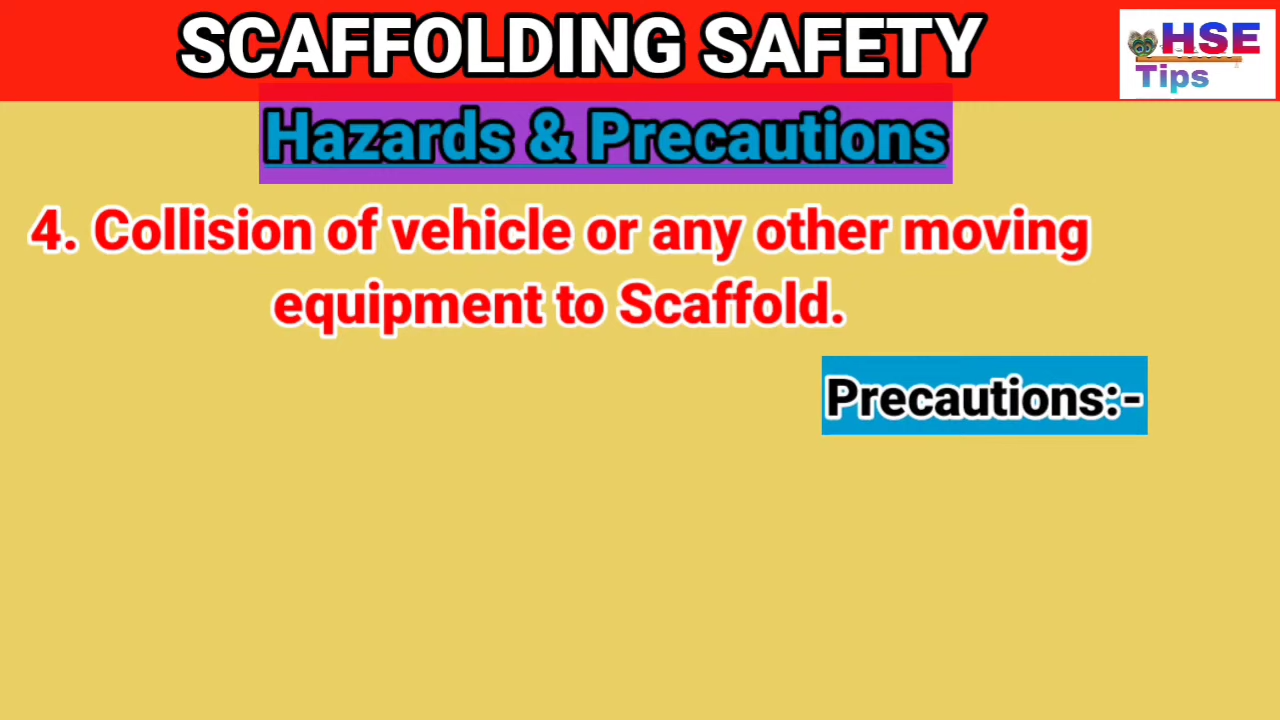 SCAFFOLDING SAFETY
HSE
Tips
Hazards & Precautions
4. Collision of vehicle or any other moving
equipment to Scaffold.
Precautions:-